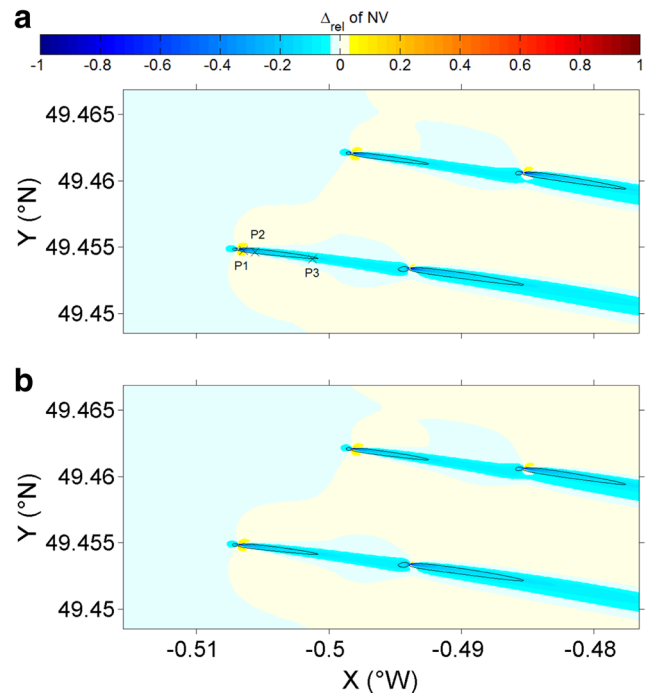 a
Δrel of NV
-1 -0.8 -0.6 -0.4 -0.2 0 0.2 0.4 0.6 0.8 1
49.465
49.46
49.455
49.45
Y (°N)
P2
P1
P3
b
49.465
49.46
49.455
49.45
Y (°N)
-0.51 -0.5 -0.49 -0.48
X (°W)